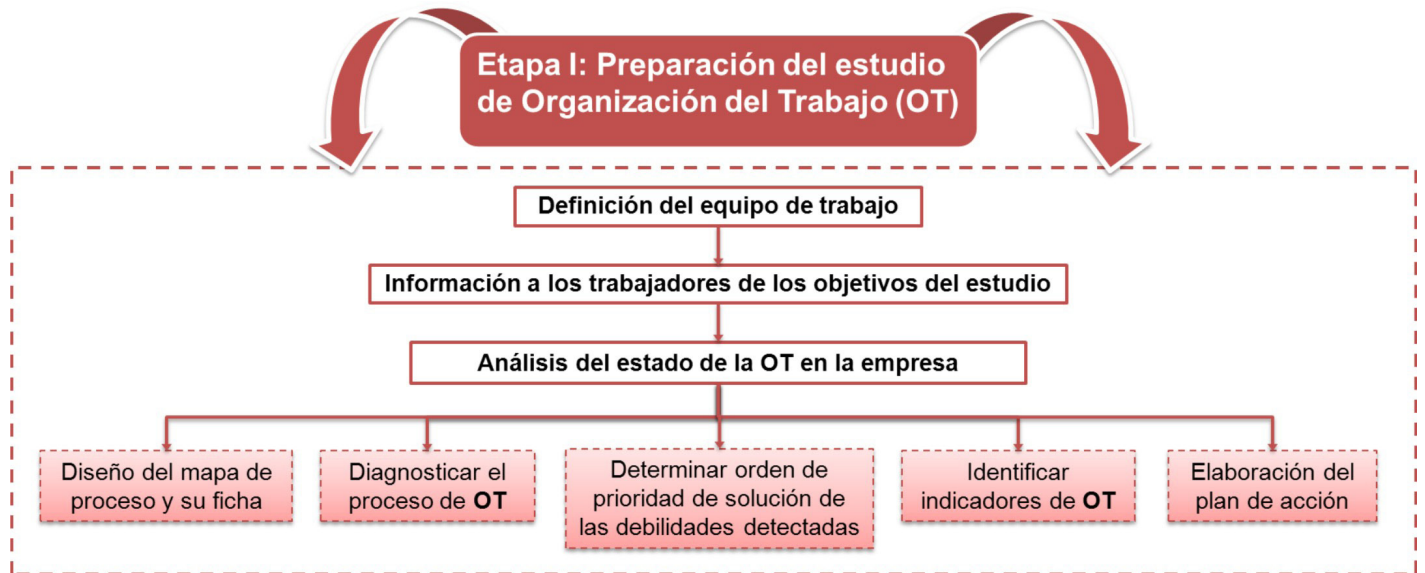 Etapa I: Preparación del estudio
de Organización del Trabajo (OT)
Definición del equipo de trabajo
Información a los trabajadores de los objetivos del estudio
Análisis del estado de la OT en la empresa
Diseño del mapa de
proceso y su ficha
Diagnosticar el
proceso de OT
Determinar orden de
prioridad de solución de
las debilidades detectadas
Identificar
indicadores de OT
Elaboración del
plan de acción